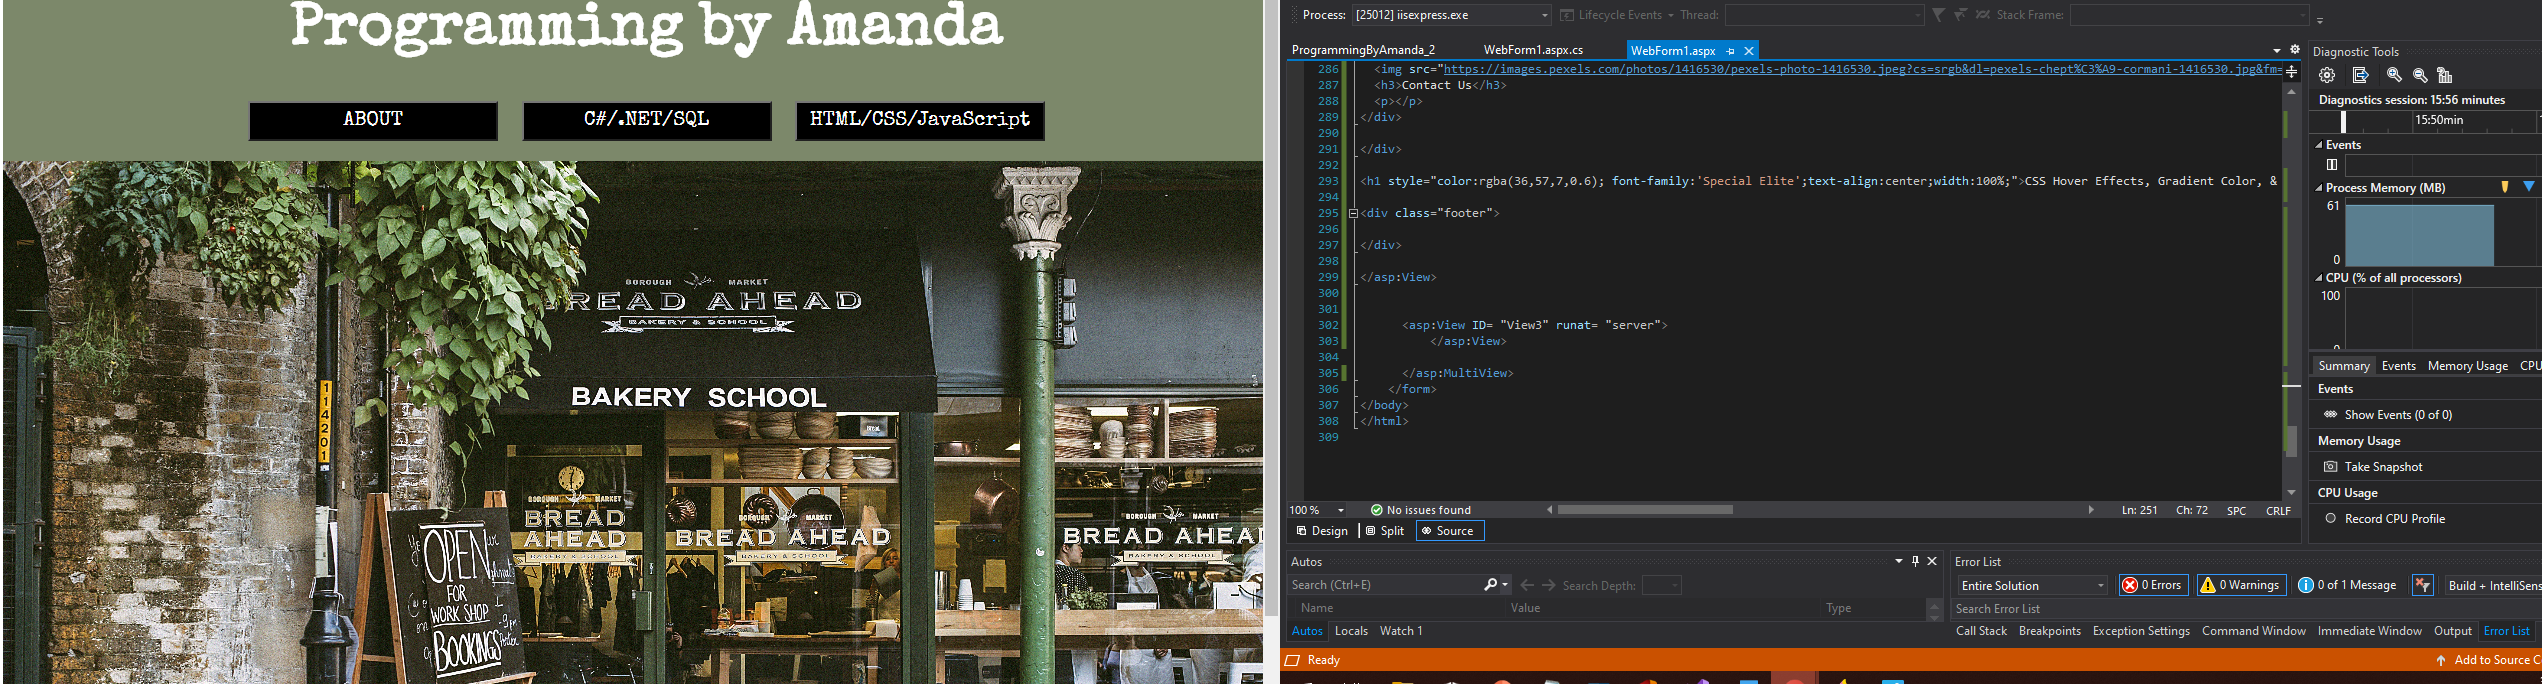 Programming by Amanda
ABOUT
C#/.NET/SQL
HTML/CSS/JavaScript
BOROUGH MARKET
BREAD AHEAD
BAKERY & SCHOOL
BAKERY SCHOOL
114201
BOROUGH MARKET
BREAD
AHEAD
BAKERY & SCHOOL
BOROUGH MARKET
BREAD AHEAD
BAKERY & SCHOOL
BOROUGH MARKET
BREAD AHEA
BAKERY & SCHOOL
OPEN
FOR
WORK SHOP
BOOKINGS
Process: [25012] iisexpress.exe Lifecycle Events Thread: Stack Frame:
ProgrammingByAmanda_2 WebForm1.aspx.cs WebForm1.aspx
286 <img src="https://images.pexels.com/photos/1416530/pexels-photo-1416530.jpeg?cs=srgb&dl=pexels-chept%C3%A9-cormani-1416530.jpg&fm=
287 <h3>Contact Us</h3>
288 <p></p>
289 </div>
290
291 </div>
292
293 <h1 style="color:rgba(36,57,7,0.6); font-family:'Special Elite';text-align:center;width:100%;">CSS Hover Effects, Gradient Color, &
294
295 <div class="footer">
296
297 </div>
298
299 </asp:View>
300
301
302 <asp:View ID= "View3" runat= "server">
303 </asp:View>
304
305 </asp:MultiView>
306 </form>
307 </body>
308 </html>
309
100 % No issues found Ln: 251 Ch: 72 SPC CRLF
Design Split Source
Autos
Search (Ctrl+E) Search Depth:
Name Value Type
Autos Locals Watch 1
Error List
Entire Solution 0 Errors 0 Warnings 0 of 1 Message Build + IntelliSens
Search Error List
Call Stack Breakpoints Exception Settings Command Window Immediate Window Output Error List
Diagnostic Tools
Diagnostics session: 15:56 minutes
15:50min
Events
Process Memory (MB)
61
0
CPU (% of all processors)
100
0
Summary Events Memory Usage CPU
Events
Show Events (0 of 0)
Memory Usage
Take Snapshot
CPU Usage
Record CPU Profile
Ready
Add to Source C